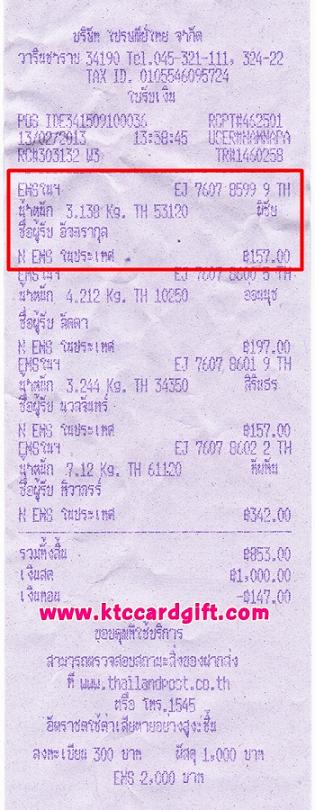 บริษัท ไปรษณีย์ไทย จำกัด
วารินชำราบ 34190 Tel.045-321-111, 324-22
TAX ID. 0105546095724
ใบรับเงิน
POS ID#341509100036 RCPT#462501
13/02/2013 13:38:45
RC#303132 W3 TR#1460258
EMSในฯ EJ 7607 8599 9 TH
น้ำหนัก 3.138 Kg. TH 53120 พิชัย
ชื่อผู้รับ อัจฉรากุล
N EMS ในประเทศ ฿157.00
EMSในฯ EJ 7607 8600 5 TH
น้ำหนัก 4.212 Kg. TH 10250 อ่อนนุช
ชื่อผู้รับ ลัดดา
N EMS ในประเทศ ฿197.00
EMSในฯ EJ 7607 8601 9 TH
น้ำหนัก 3.244 Kg. TH 34350 สิรินธร
ชื่อผู้รับ นวลจันทร์
N EMS ในประเทศ ฿157.00
EMSในฯ EJ 7607 8602 2 TH
น้ำหนัก 7.12 Kg. TH 61120 ทัพทัน
ชื่อผู้รับ ทิวาภรร์
N EMS ในประเทศ ฿342.00
รวมทั้งสิ้น ฿853.00
เงินสด ฿1,000.00
เงินทอน -฿147.00
www.ktccardgift.com
ขอบคุณที่ใช้บริการ
สามารถตรวจสอบสถานะสิ่งของฝากส่ง
ที่ www.thailandpost.co.th
หรือ โทร.1545
อัตราชดใช้ค่าเสียหายอย่างสูงชิ้น
ลงทะเบียน 300 บาท พัสดุ 1,000 บาท
EMS 2,000 บาท